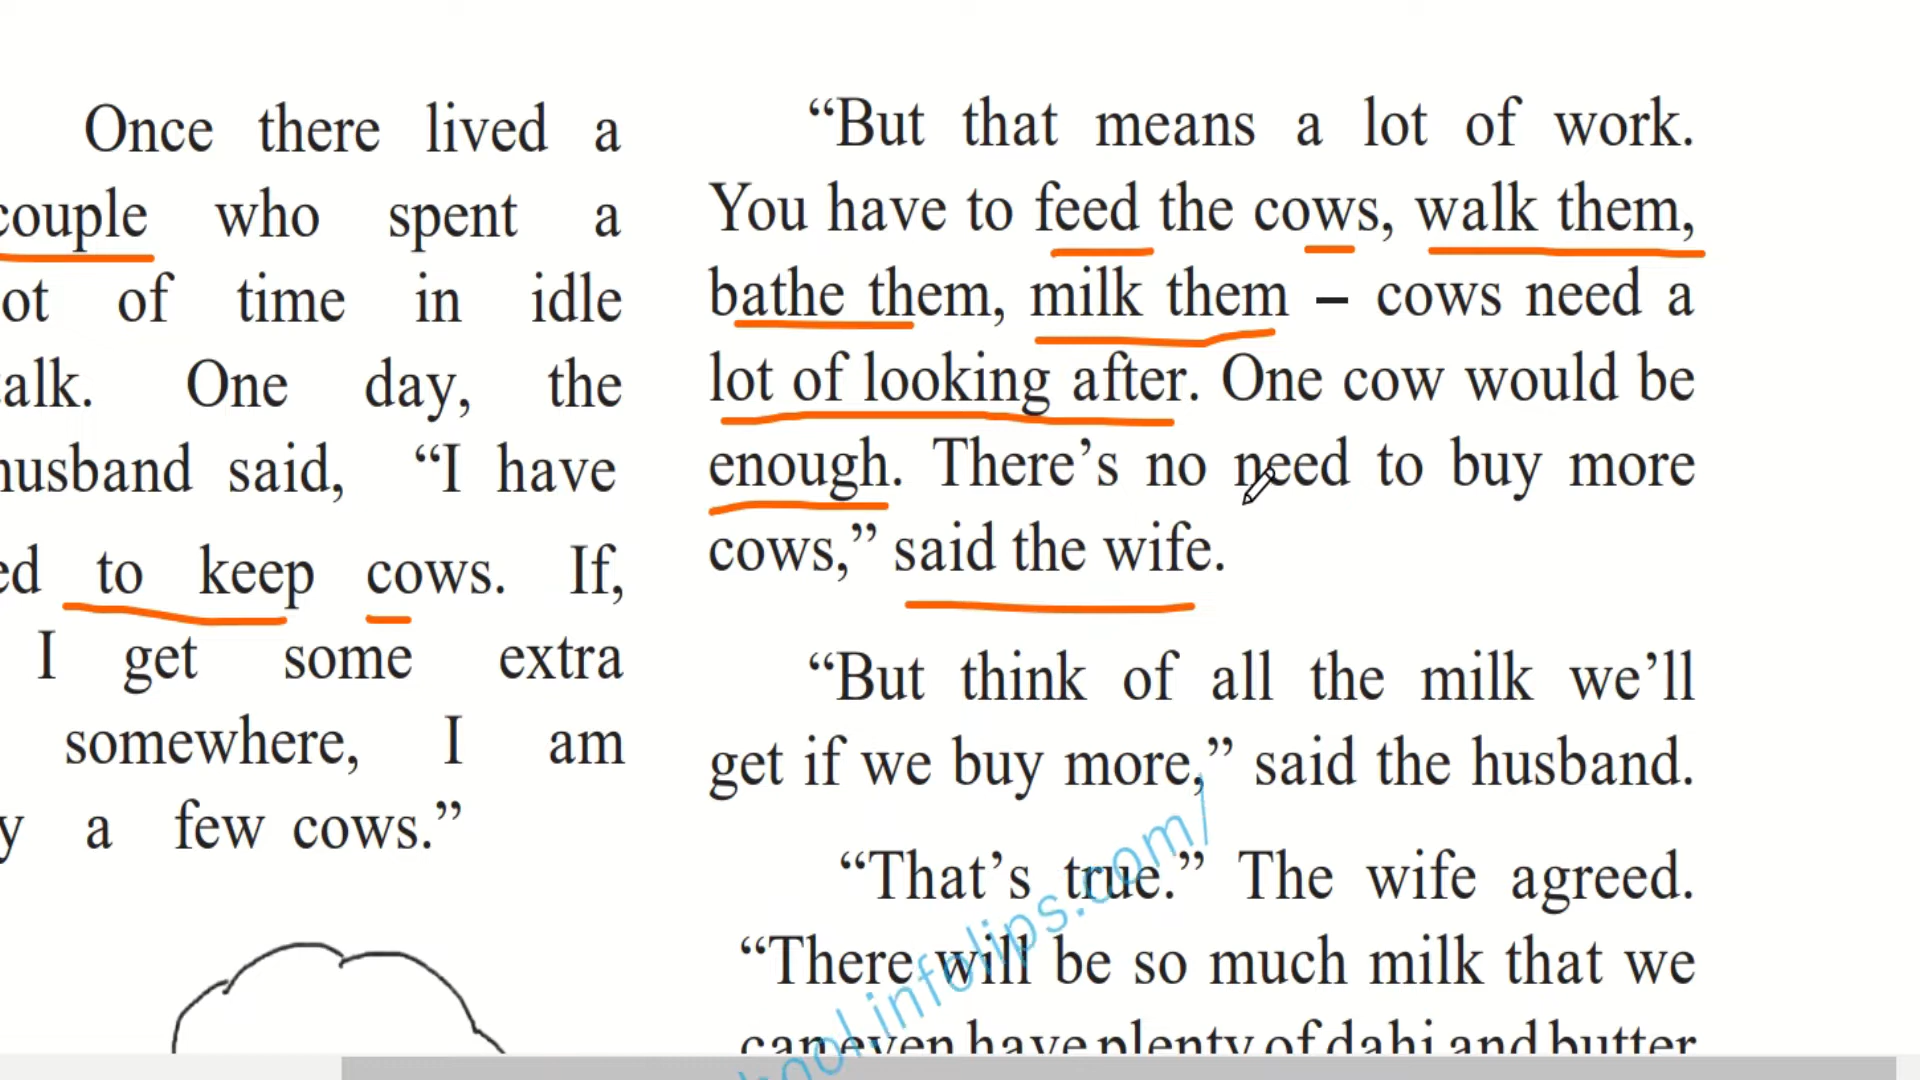 Once there lived a
couple who spent a
lot of time in idle
talk. One day, the
husband said, “I have
to keep cows. If,
I get some extra
somewhere, I am
a few cows.”
“But that means a lot of work.
You have to feed the cows, walk them,
bathe them, milk them – cows need a
lot of looking after. One cow would be
enough. There’s no need to buy more
cows,” said the wife.
“But think of all the milk we’ll
get if we buy more,” said the husband.
“That’s true.” The wife agreed.
“There will be so much milk that we
can even have plenty of dahi and butter
infolips.com/